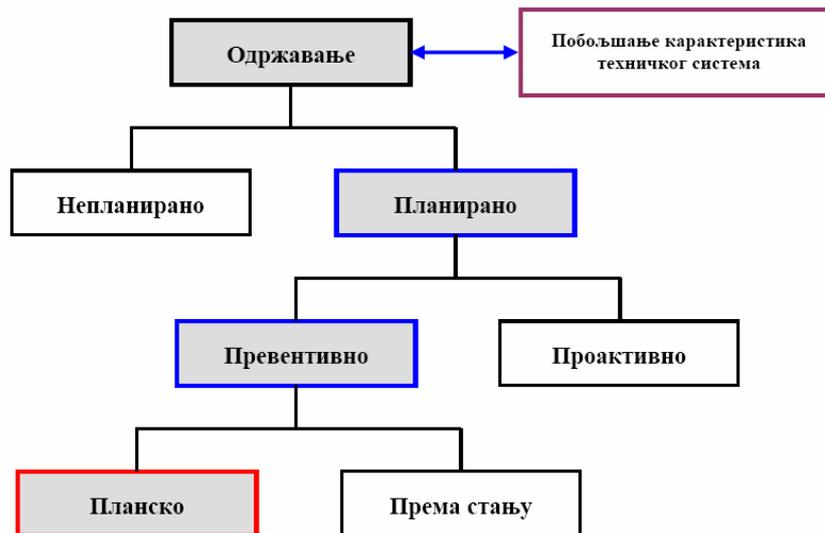 Одржавање
Побољшање карактеристика
техничког система
Непланирано
Планирано
Превентивно
Проактивно
Планско
Према стању